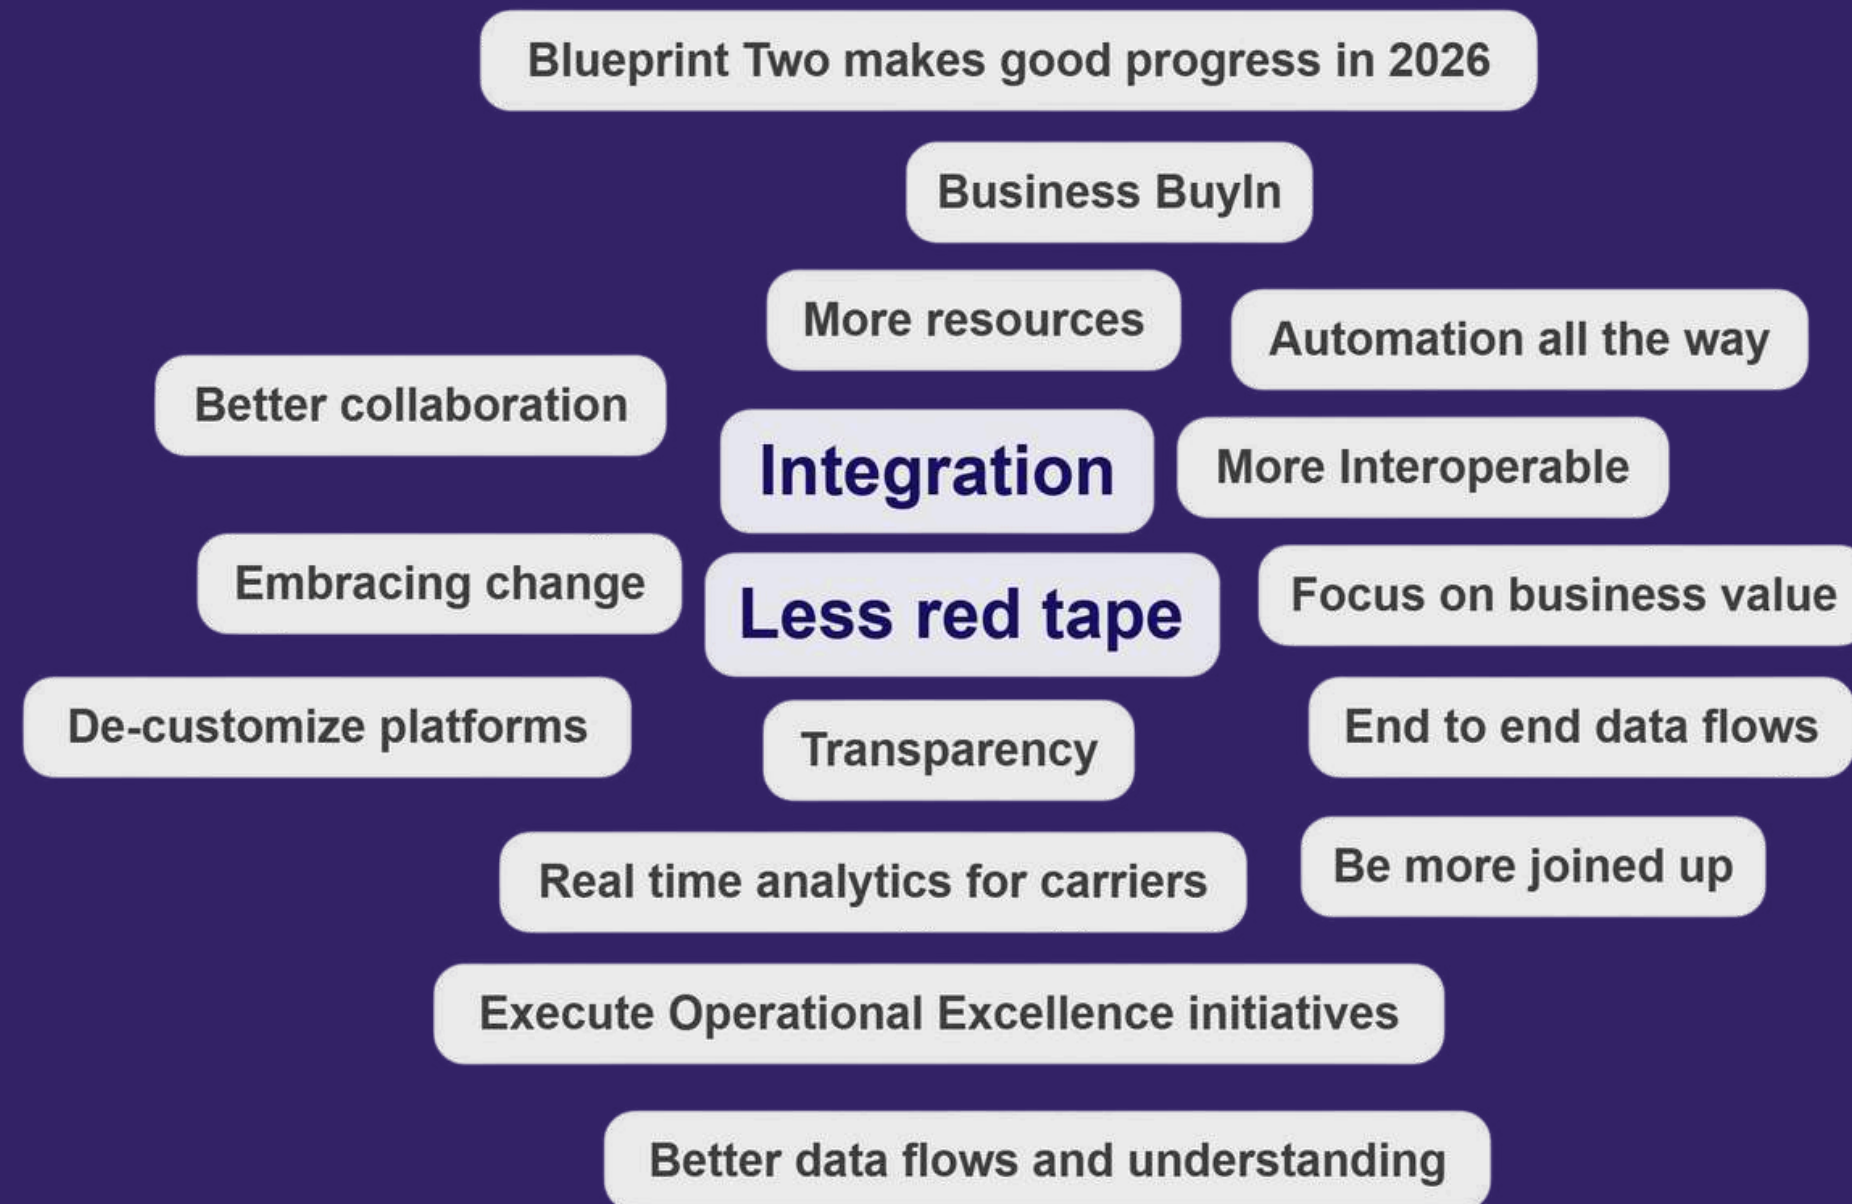 Blueprint Two makes good progress in 2026
Business BuyIn
More resources
Automation all the way
Better collaboration
Integration
More Interoperable
Embracing change
Less red tape
Focus on business value
De-customize platforms
Transparency
End to end data flows
Real time analytics for carriers
Be more joined up
Execute Operational Excellence initiatives
Better data flows and understanding